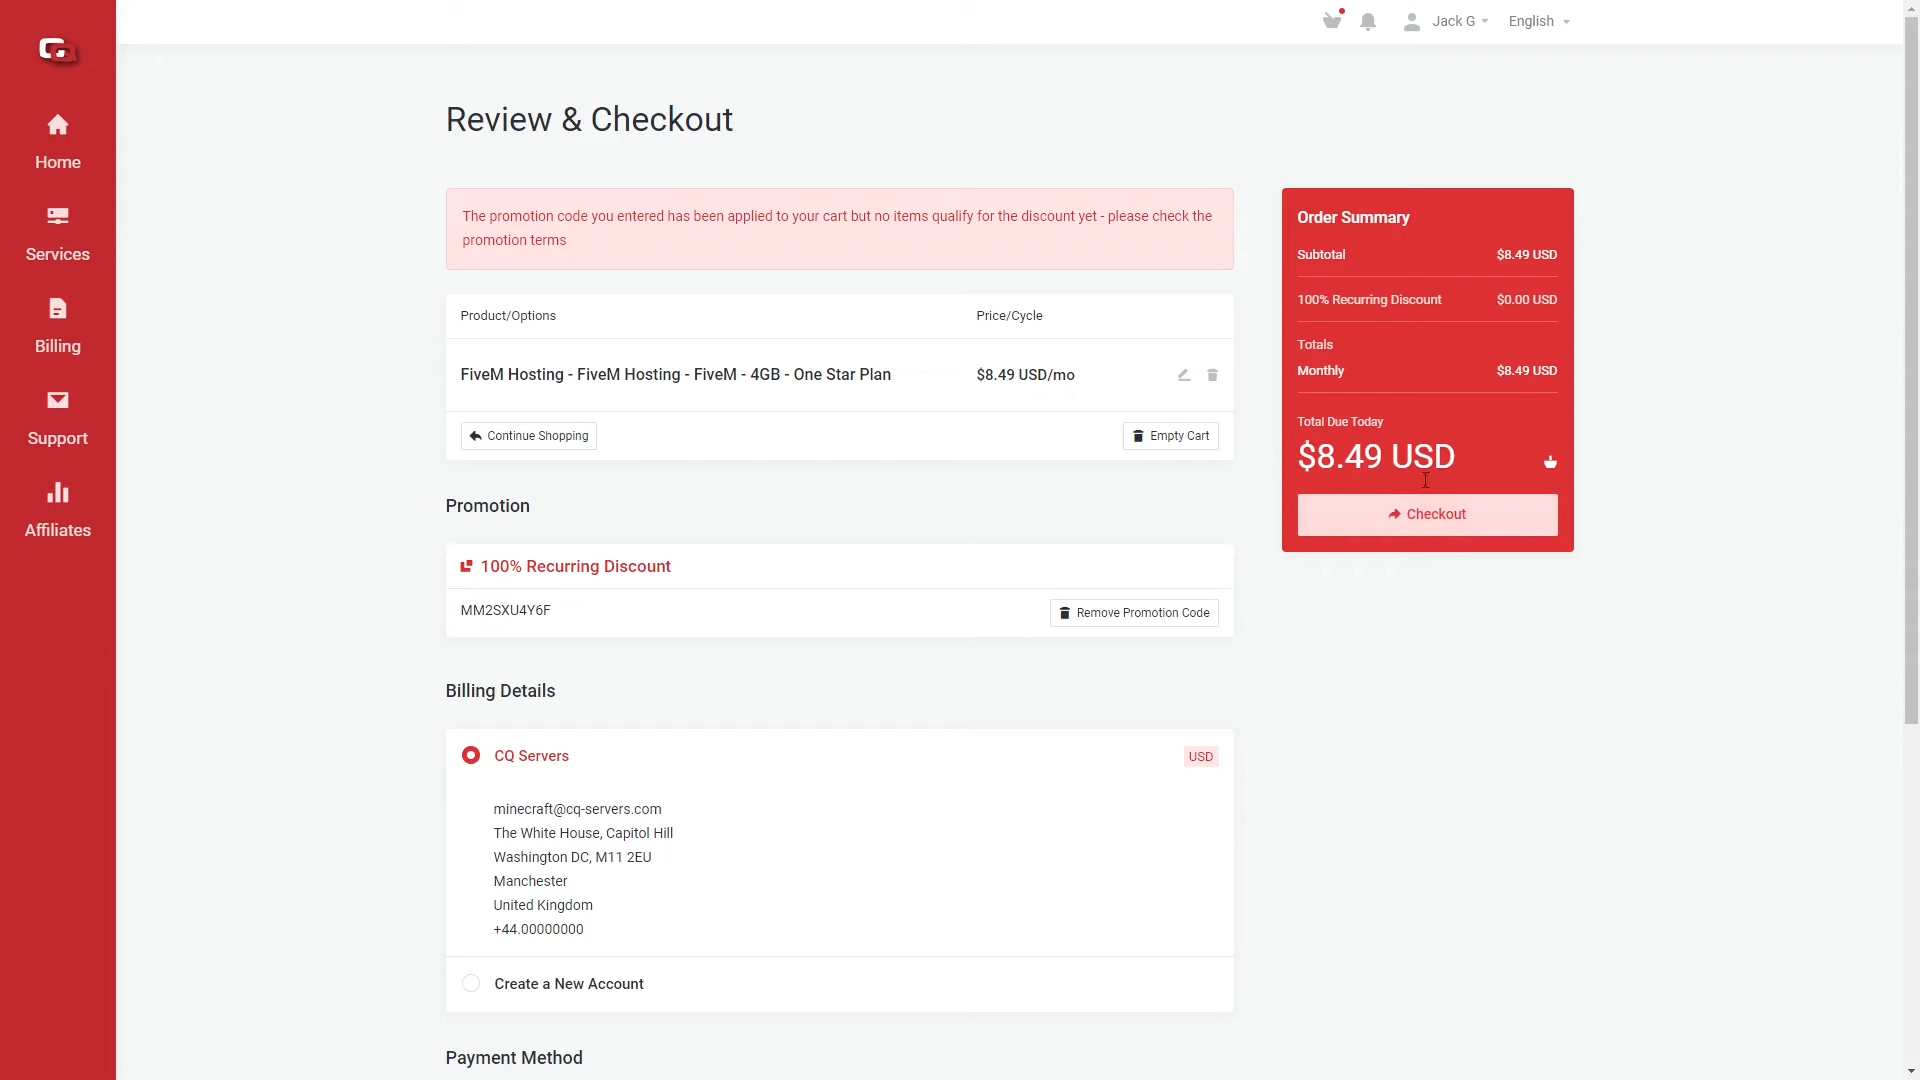 Jack G
English
Home
Services
Billing
Support
Affiliates
Review & Checkout
The promotion code you entered has been applied to your cart but no items qualify for the discount yet - please check the
promotion terms
Product/Options Price/Cycle
FiveM Hosting - FiveM Hosting - FiveM - 4GB - One Star Plan $8.49 USD/mo
Continue Shopping Empty Cart
Promotion
100% Recurring Discount
MM2SXU4Y6F Remove Promotion Code
Billing Details
CQ Servers USD
minecraft@cq-servers.com
The White House, Capitol Hill
Washington DC, M11 2EU
Manchester
United Kingdom
+44.00000000
Create a New Account
Payment Method
Order Summary
Subtotal $8.49 USD
100% Recurring Discount $0.00 USD
Totals
Monthly $8.49 USD
Total Due Today
$8.49 USD
Checkout